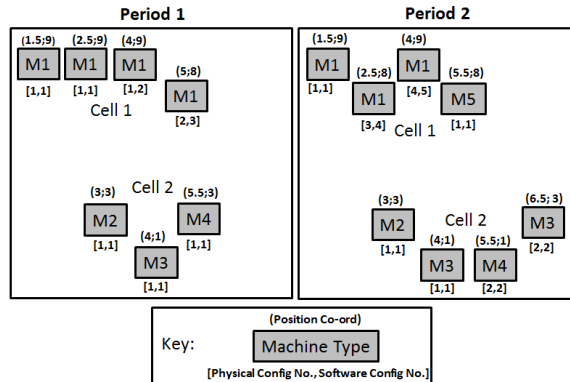 Period 1
(1.5;9) (2.5;9) (4;9)
M1 M1 M1
(5;8)
[1,1] [1,1] [1,2]
M1
Cell 1
[2,3]
Cell 2
(3;3) (5.5;3)
M2 M4
(4;1)
[1,1] [1,1]
M3
[1,1]
Period 2
(1.5;9) (4;9)
M1 M1
(2.5;8) (5.5;8)
[1,1] [4,5]
M1 M5
[3,4] [1,1]
Cell 1
(3;3) Cell 2 (6.5; 3)
M2 M3
(4;1) (5.5;1)
[1,1] [2,2]
M3 M4
[1,1] [2,2]
(Position Co-ord)
Key: Machine Type
[Physical Config No., Software Config No.]